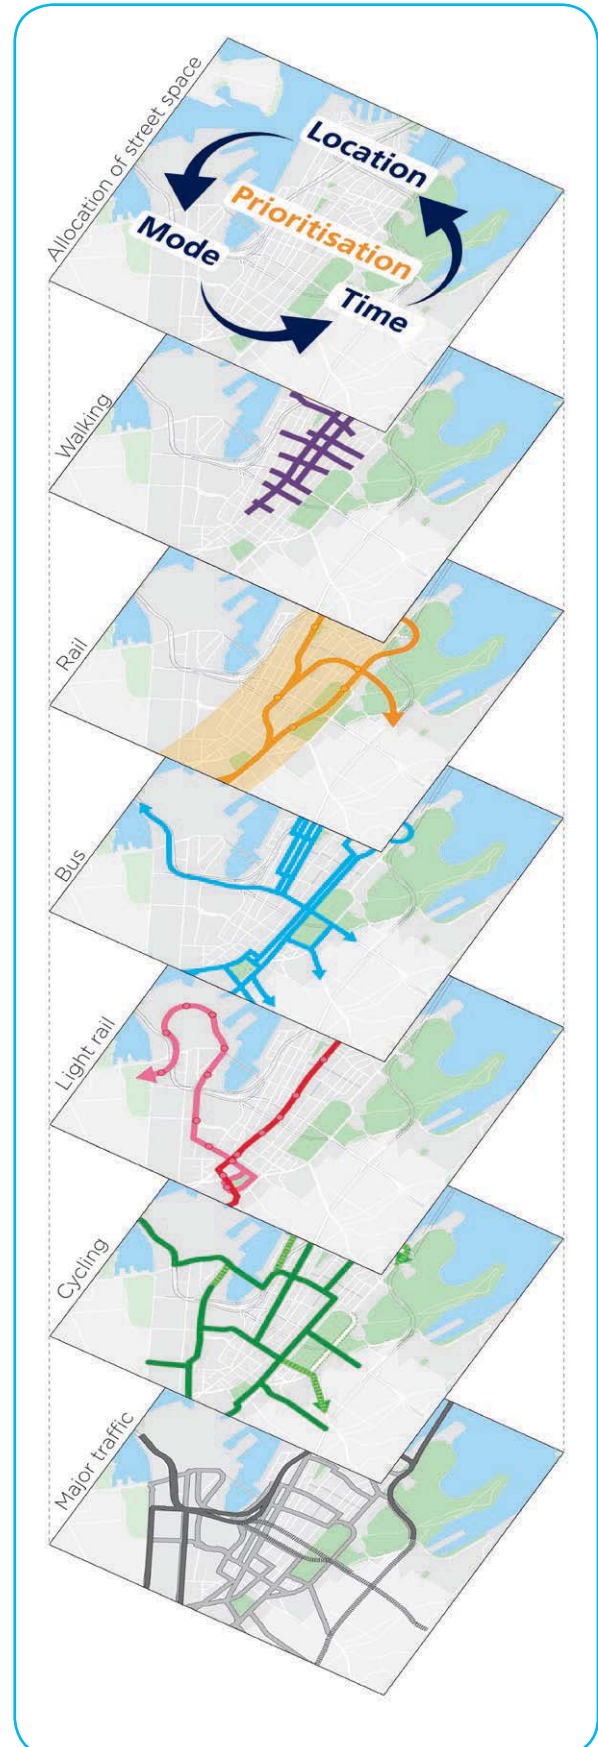 Allocation of street space
Location
Prioritisation
Mode
Time
Walking
Rail
Bus
Light rail
Cycling
Major traffic